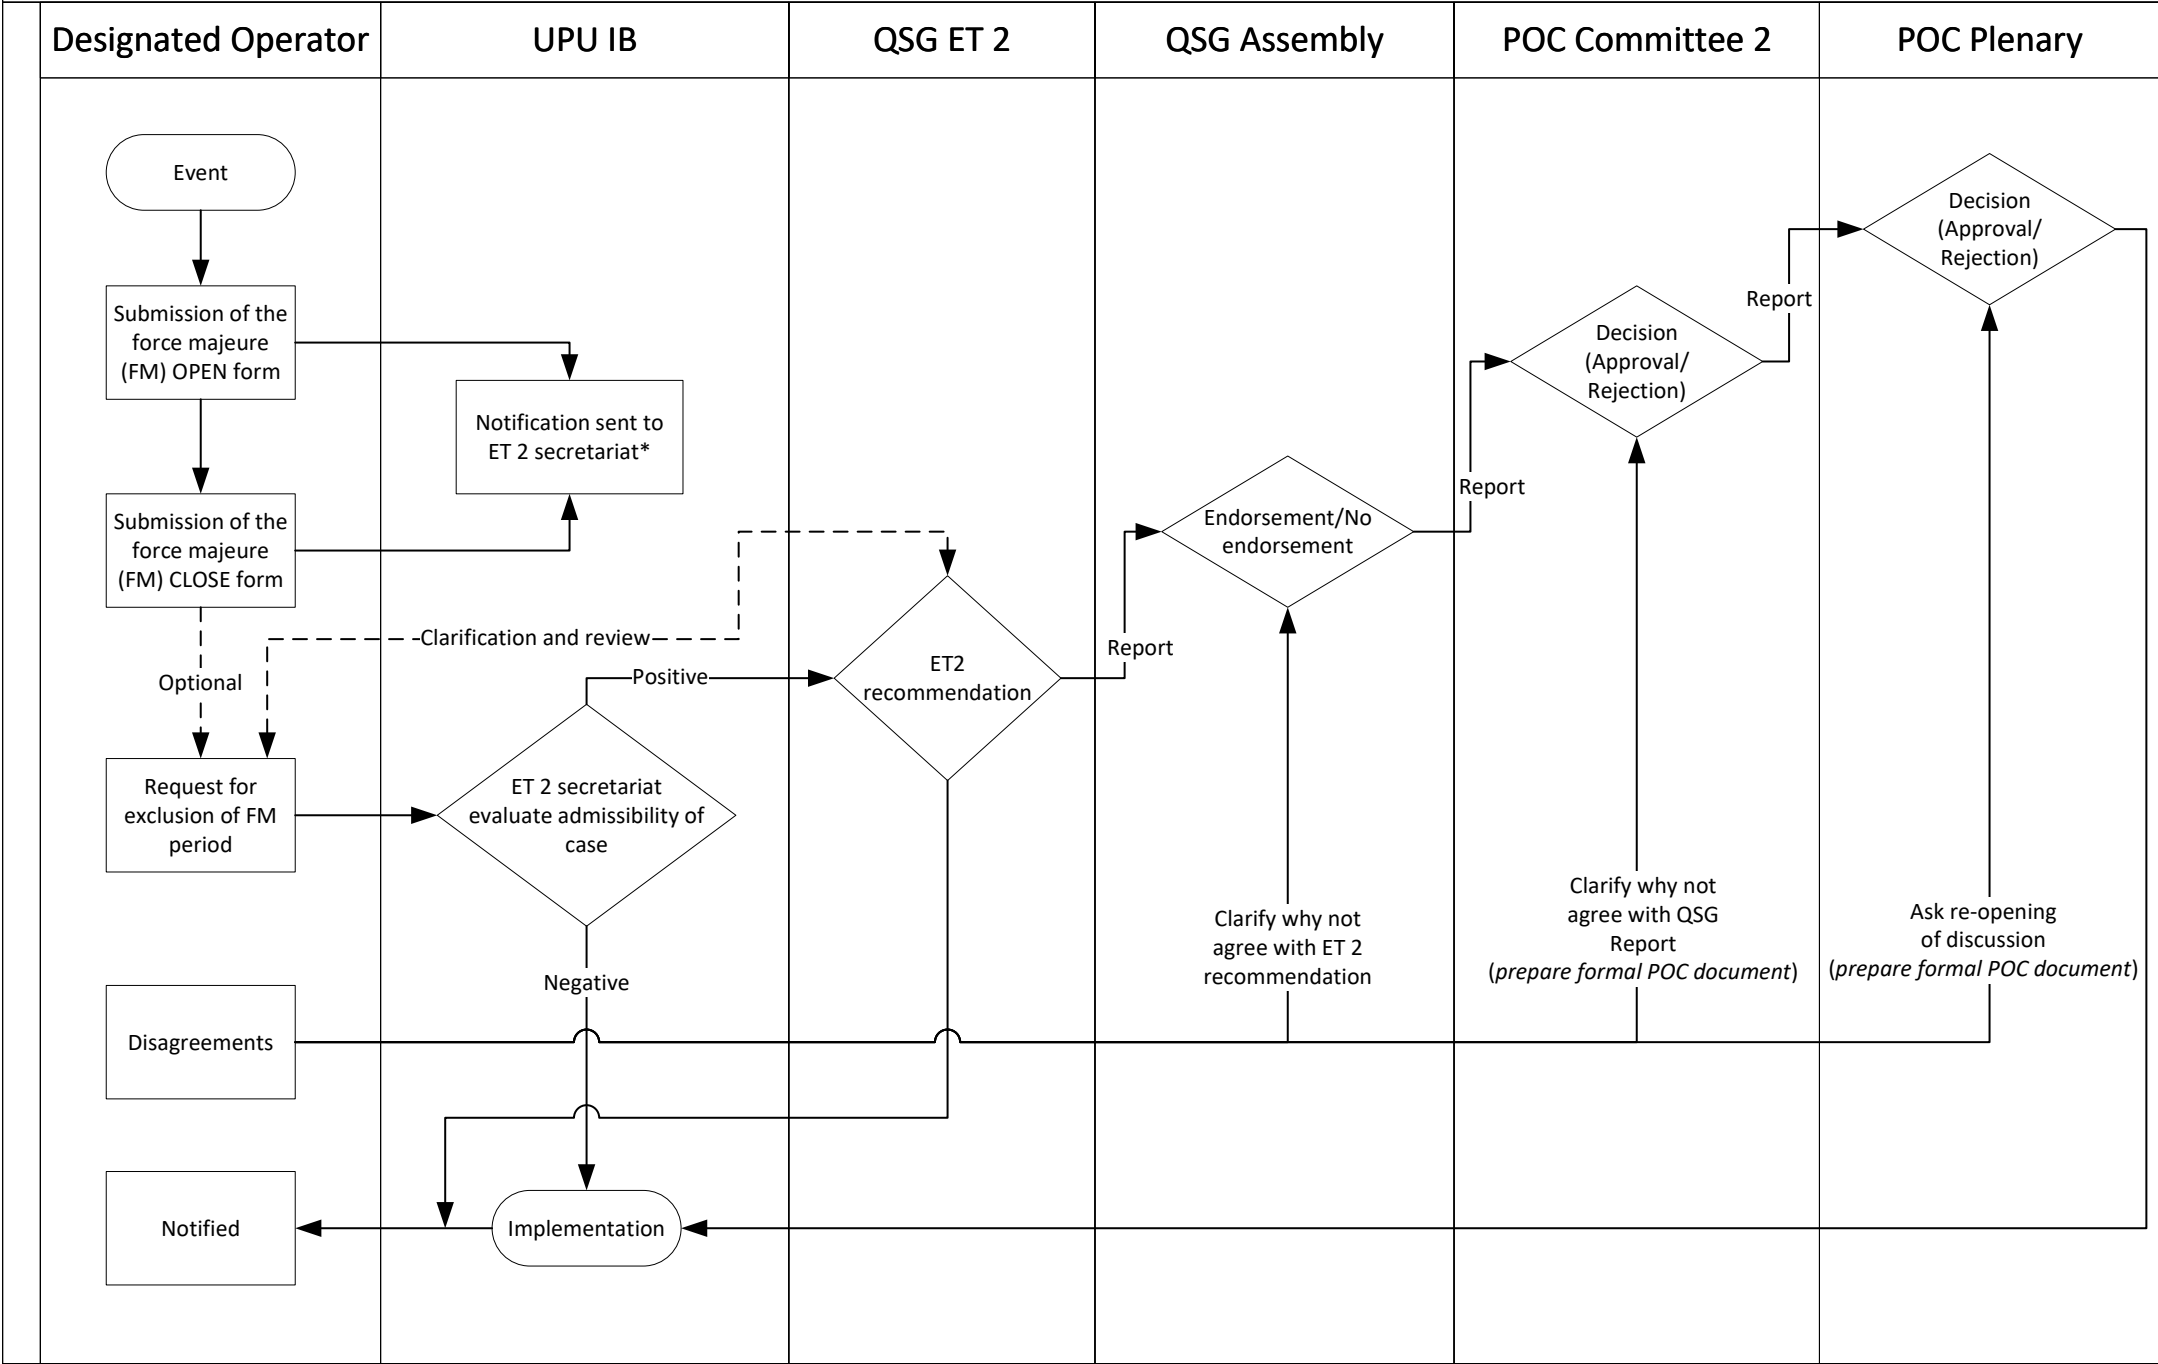 Designated Operator
UPU IB
QSG ET 2
QSG Assembly
POC Committee 2
POC Plenary
Event
Submission of the
force majeure
(FM) OPEN form
Notification sent to
ET 2 secretariat*
Submission of the
force majeure
(FM) CLOSE form
Optional
Clarification and review
Request for
exclusion of FM
period
Positive
ET 2 secretariat
evaluate admissibility of
case
Negative
ET2
recommendation
Report
Endorsement/No
endorsement
Report
Decision
(Approval/
Rejection)
Report
Decision
(Approval/
Rejection)
Disagreements
Clarify why not
agree with ET 2
recommendation
Clarify why not
agree with QSG
Report
(prepare formal POC document)
Ask re-opening
of discussion
(prepare formal POC document)
Notified
Implementation